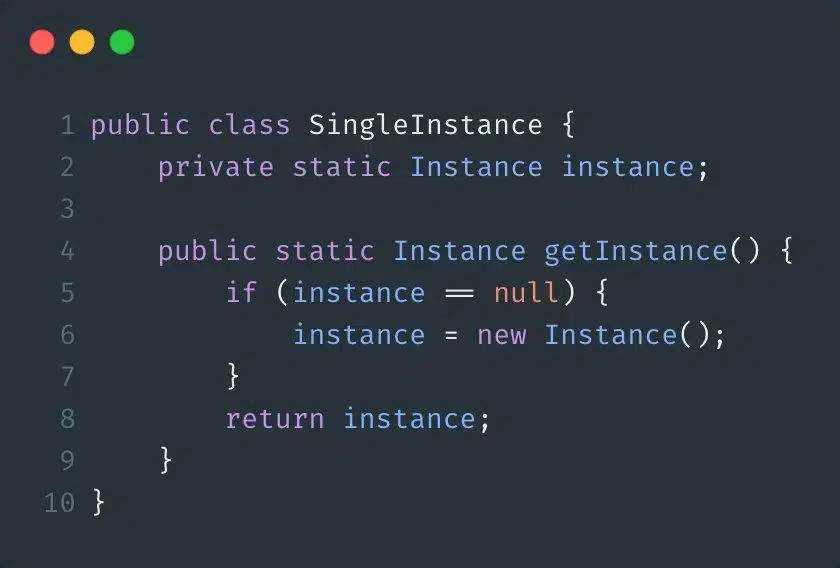 1 public class SingleInstance {
2     private static Instance instance;
3
4     public static Instance getInstance() {
5         if (instance == null) {
6             instance = new Instance();
7         }
8         return instance;
9     }
10 }